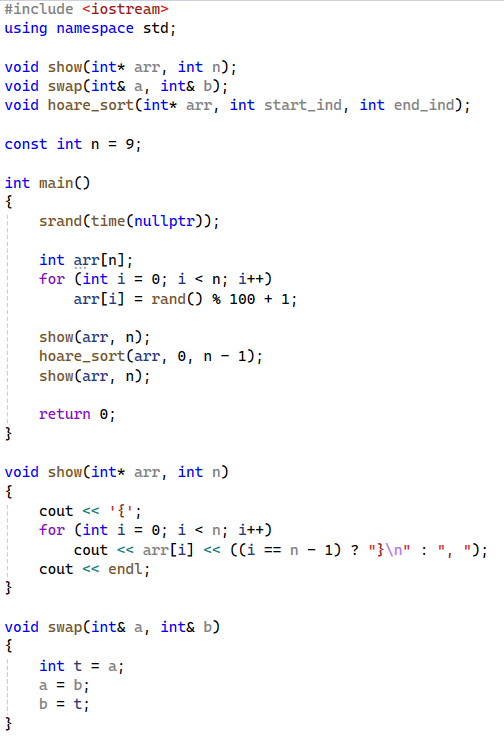 #include <iostream>
using namespace std;

void show(int* arr, int n);
void swap(int& a, int& b);
void hoare_sort(int* arr, int start_ind, int end_ind);

const int n = 9;

int main()
{
    srand(time(nullptr));

    int arr[n];
    for (int i = 0; i < n; i++)
        arr[i] = rand() % 100 + 1;

    show(arr, n);
    hoare_sort(arr, 0, n - 1);
    show(arr, n);

    return 0;
}

void show(int* arr, int n)
{
    cout << '{';
    for (int i = 0; i < n; i++)
        cout << arr[i] << ((i == n - 1) ? "}\n" : ", ");
    cout << endl;
}

void swap(int& a, int& b)
{
    int t = a;
    a = b;
    b = t;
}